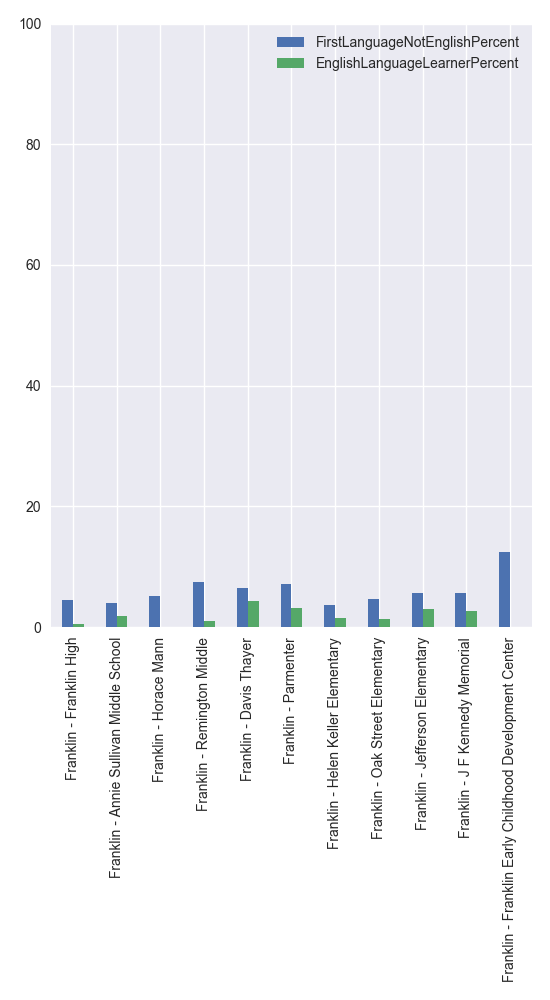 100
80
60
40
20
0
FirstLanguageNotEnglishPercent
EnglishLanguageLearnerPercent
Franklin - Franklin High
Franklin - Annie Sullivan Middle School
Franklin - Horace Mann
Franklin - Remington Middle
Franklin - Davis Thayer
Franklin - Parmenter
Franklin - Helen Keller Elementary
Franklin - Oak Street Elementary
Franklin - Jefferson Elementary
Franklin - J F Kennedy Memorial
Franklin - Franklin Early Childhood Development Center